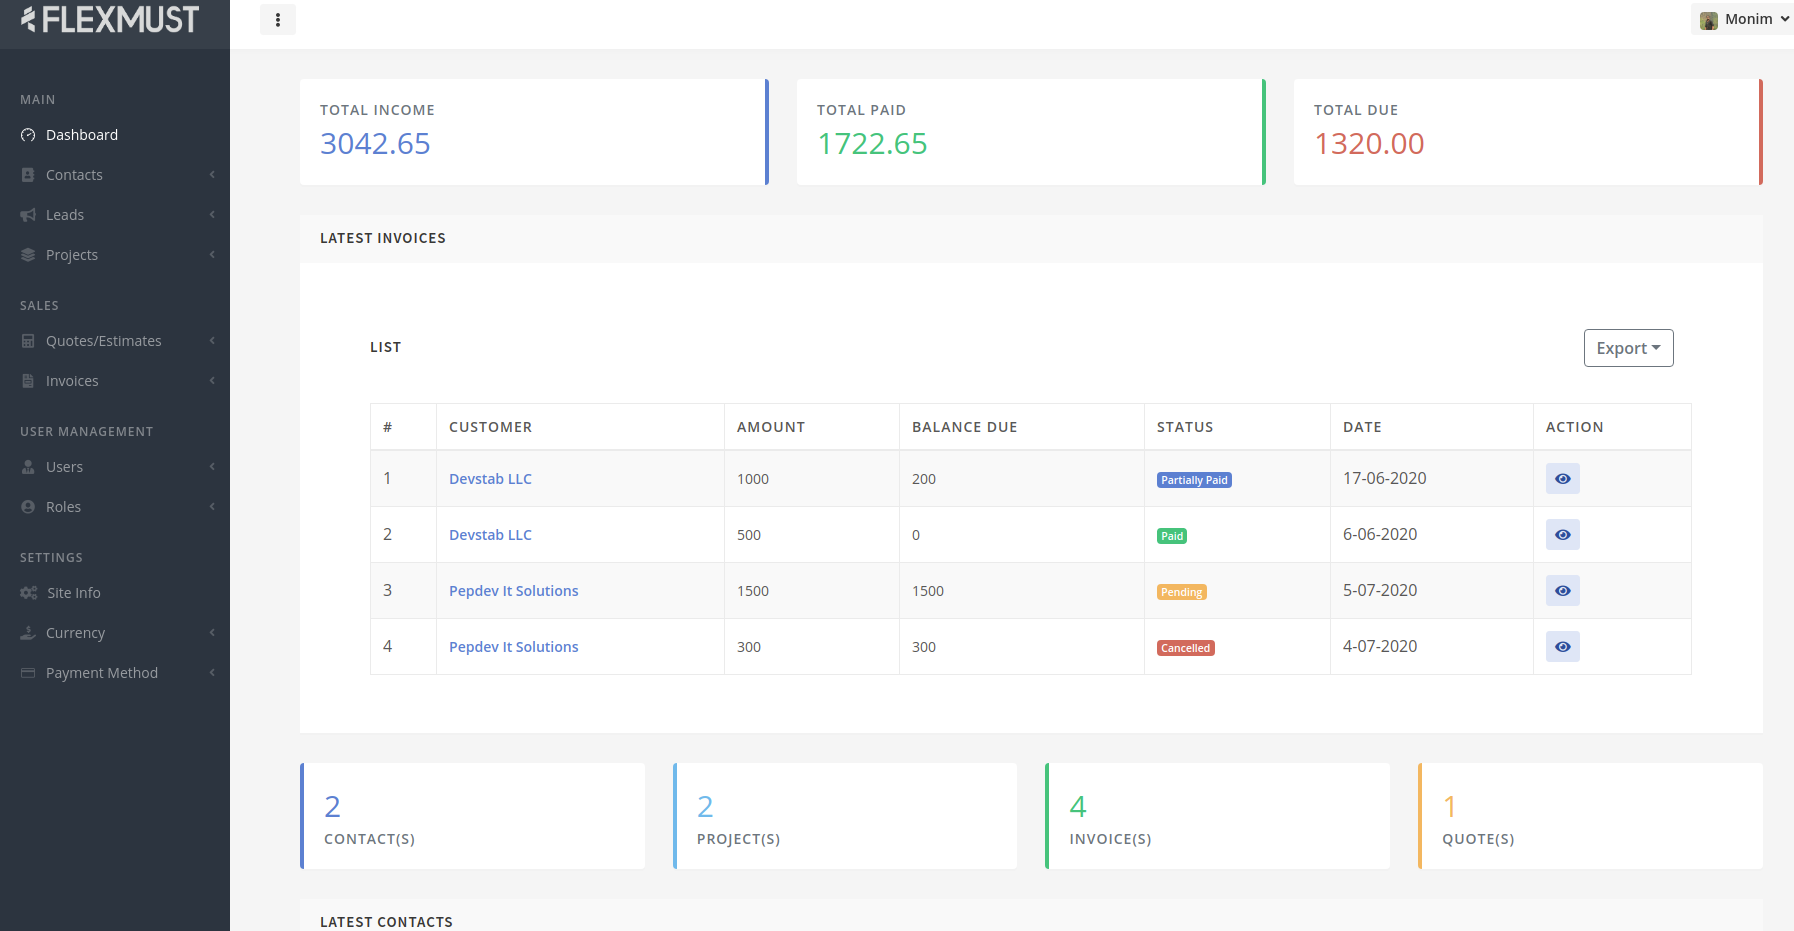 FLEXMUST
Monim
MAIN
Dashboard
Contacts
Leads
Projects
SALES
Quotes/Estimates
Invoices
USER MANAGEMENT
Users
Roles
SETTINGS
Site Info
Currency
Payment Method
TOTAL INCOME
3042.65
TOTAL PAID
1722.65
TOTAL DUE
1320.00
LATEST INVOICES
LIST
Export
# CUSTOMER AMOUNT BALANCE DUE STATUS DATE ACTION
1 Devstab LLC 1000 200 Partially Paid 17-06-2020
2 Devstab LLC 500 0 Paid 6-06-2020
3 Pepdev It Solutions 1500 1500 Pending 5-07-2020
4 Pepdev It Solutions 300 300 Cancelled 4-07-2020
2
CONTACT(S)
2
PROJECT(S)
4
INVOICE(S)
1
QUOTE(S)
LATEST CONTACTS